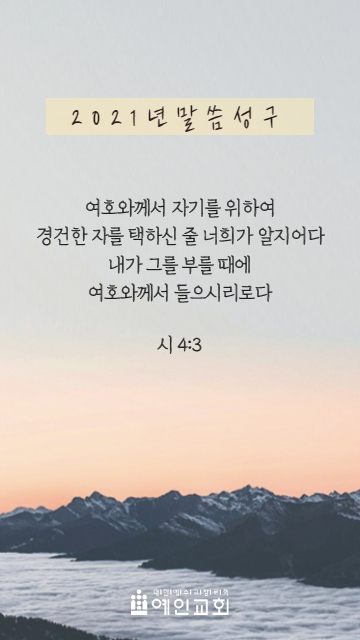 2021년말씀성구
여호와께서 자기를 위하여
경건한 자를 택하신 줄 너희가 알지어다
내가 그를 부를 때에
여호와께서 들으시리로다
시 4:3
예인교회